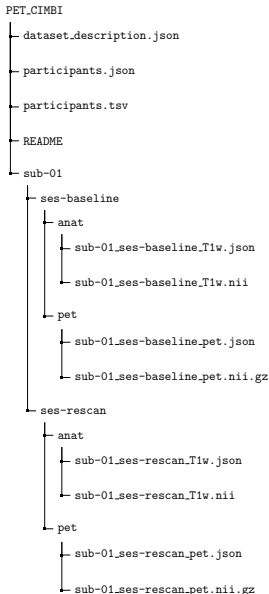 PET_CIMBI
dataset_description.json
participants.json
participants.tsv
README
sub-01
ses-baseline
anat
sub-01_ses-baseline_T1w.json
sub-01_ses-baseline_T1w.nii
pet
sub-01_ses-baseline_pet.json
sub-01_ses-baseline_pet.nii.gz
ses-rescan
anat
sub-01_ses-rescan_T1w.json
sub-01_ses-rescan_T1w.nii
pet
sub-01_ses-rescan_pet.json
sub-01_ses-rescan_pet.nii.gz